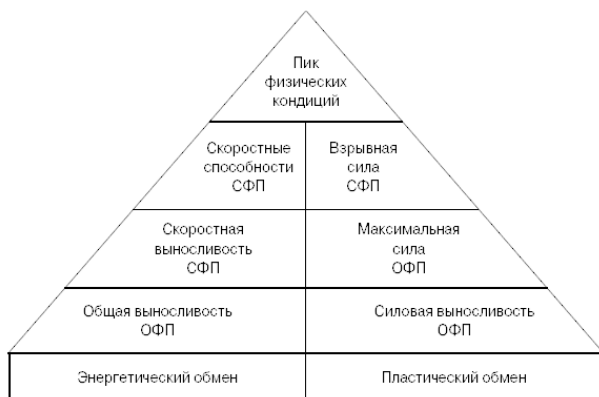 Пик
физических
кондиций
Скоростные
способности
СФП
Взрывная
сила
СФП
Скоростная
выносливость
СФП
Максимальная
сила
ОФП
Общая выносливость
ОФП
Силовая выносливость
ОФП
Энергетический обмен
Пластический обмен